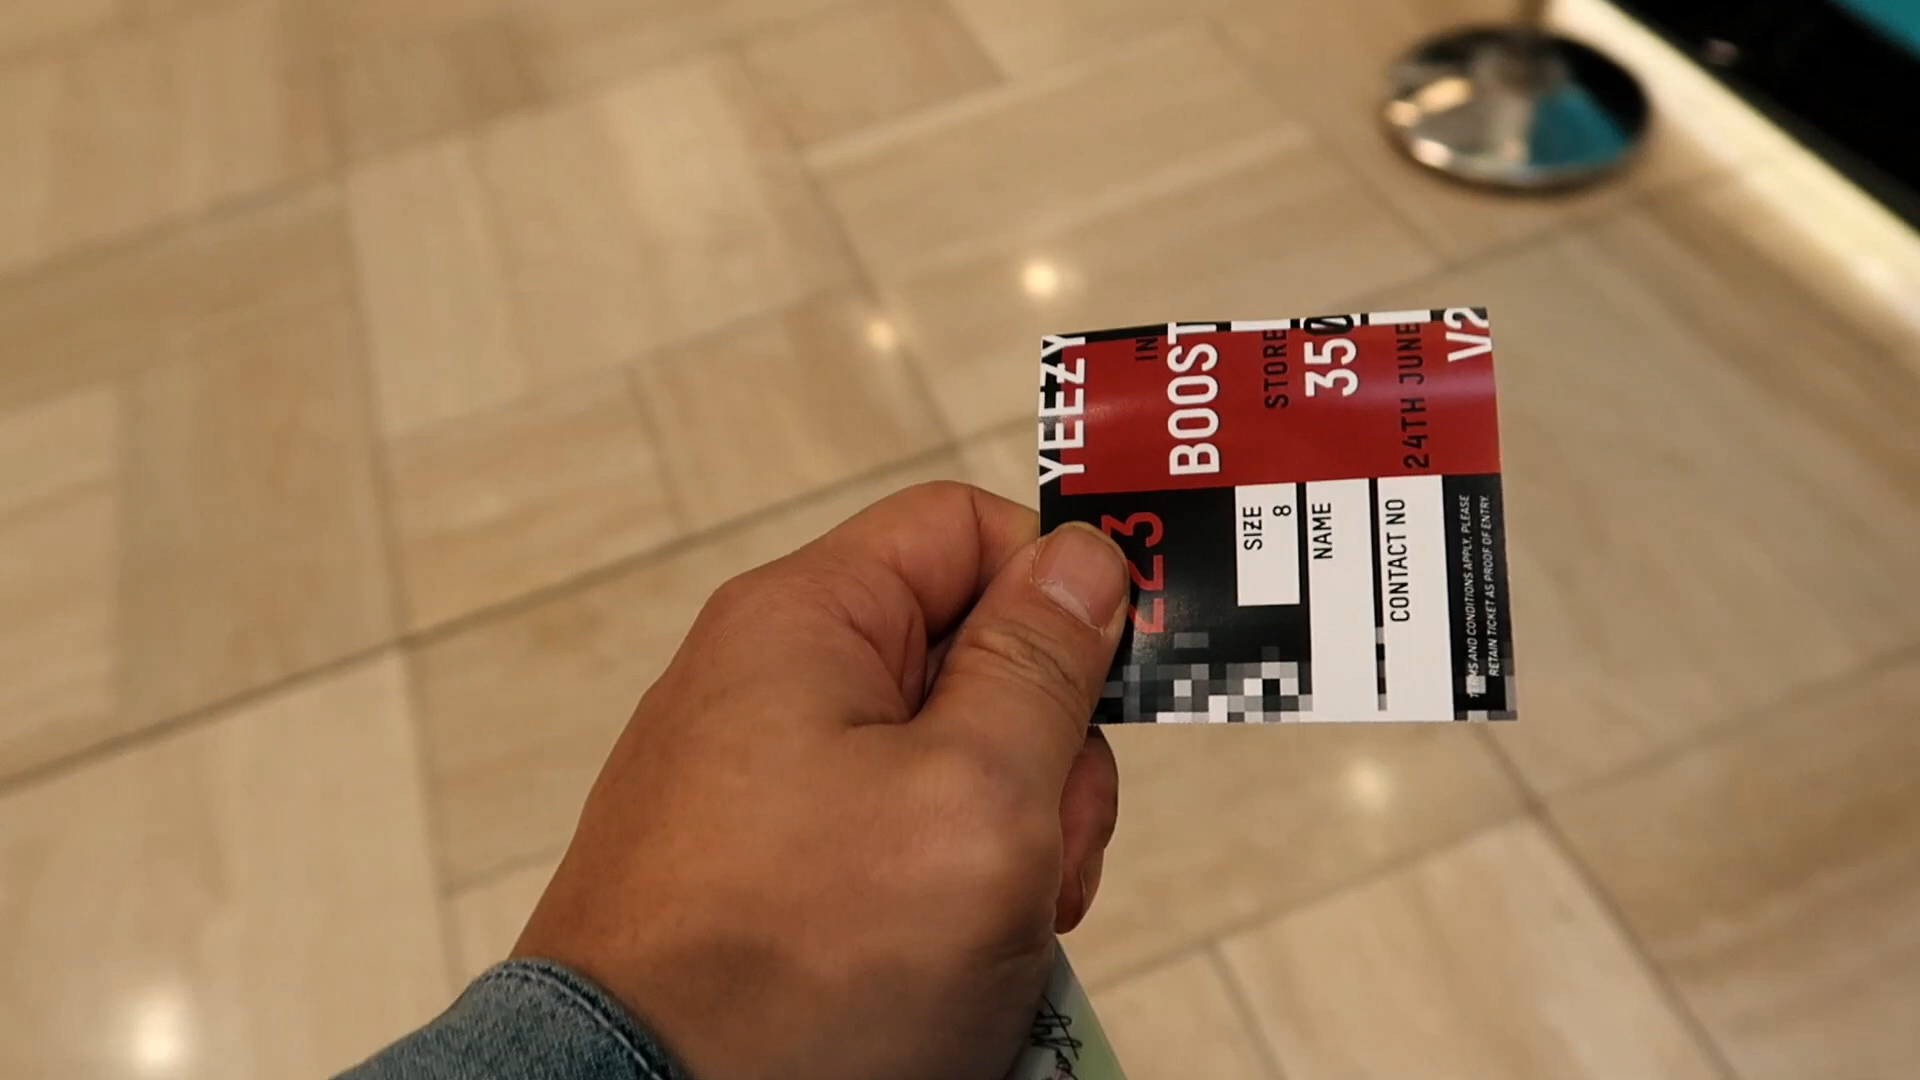 YEEZY
IN
BOOST
STORE
350
24TH JUNE
V2
223
SIZE
8
NAME
CONTACT NO
TERMS AND CONDITIONS APPLY, PLEASE
RETAIN TICKET AS PROOF OF ENTRY.